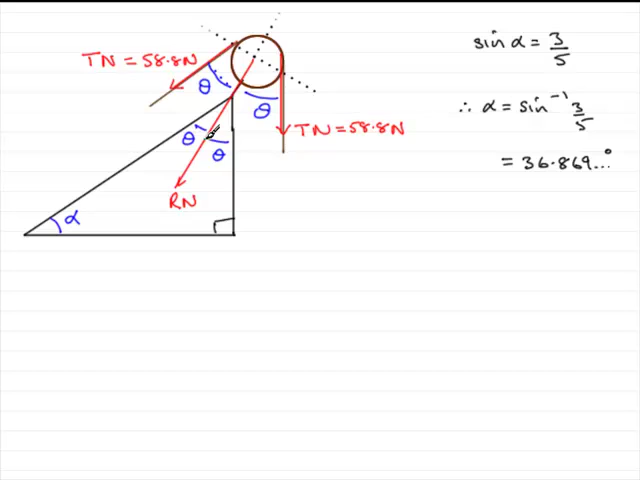 TN = 58.8N
θ
θ
TN = 58.8N
θ
θ
RN
α
sin α = 3/5
∴ α = sin⁻¹ 3/5
= 36.869...°